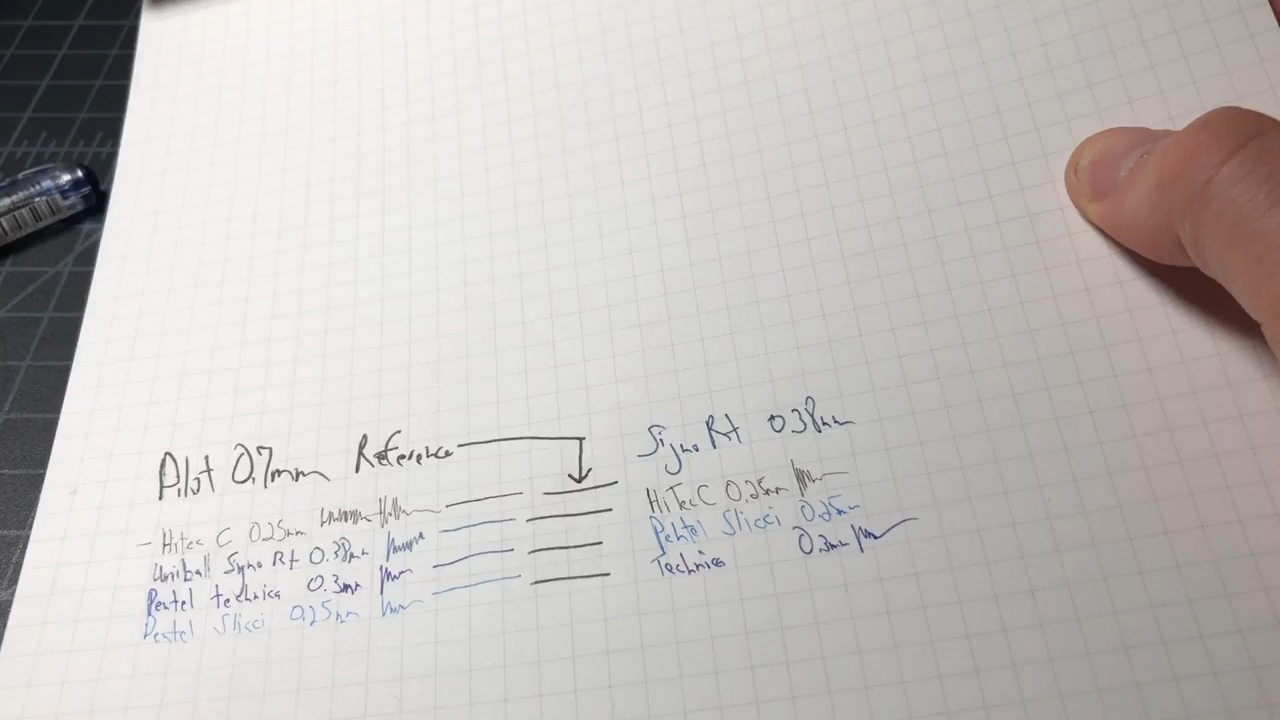 Pilot 0.7mm Reference
- Hitec C 0.25mm
Uniball Signo Rt 0.38mm
Pentel technica 0.3mm
Pentel Slicci 0.25mm
Signo Rt 0.38mm
HiTec C 0.25mm
Pentel Slicci 0.25mm
Technica 0.3mm